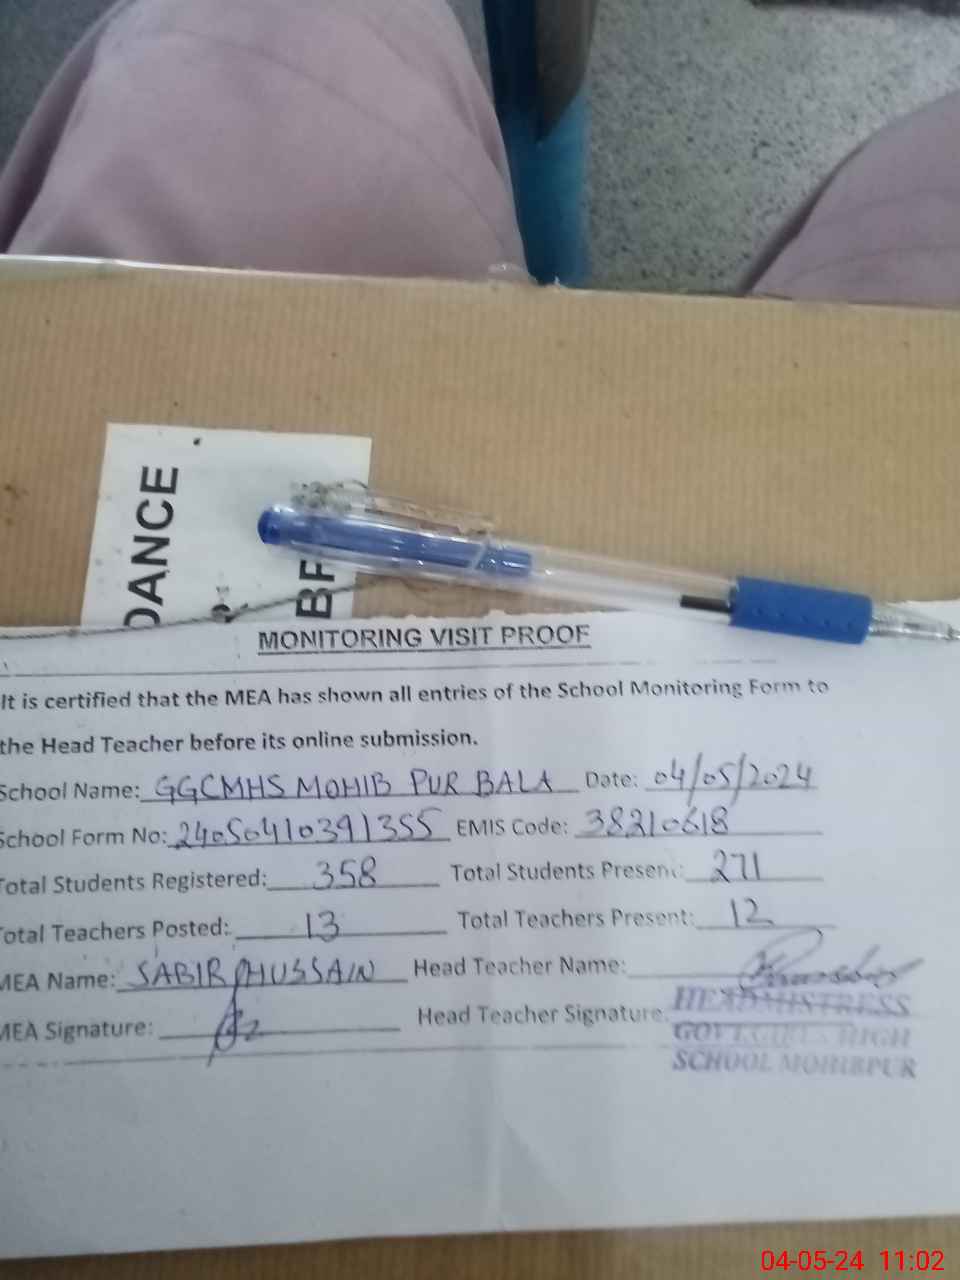 DANCE
BF
MONITORING VISIT PROOF
It is certified that the MEA has shown all entries of the School Monitoring Form to
the Head Teacher before its online submission.
School Name: GGCMHS MOHIB PUR BALA Date: 04/05/2024
School Form No: 24050410391355 EMIS Code: 38210618
Total Students Registered: 358 Total Students Present: 271
Total Teachers Posted: 13 Total Teachers Present: 12
MEA Name: SABIR HUSSAIN Head Teacher Name:
MEA Signature: Head Teacher Signature:
HEADMISTRESS
GOVT. GIRLS HIGH
SCHOOL MOHIBPUR
04-05-24 11:02